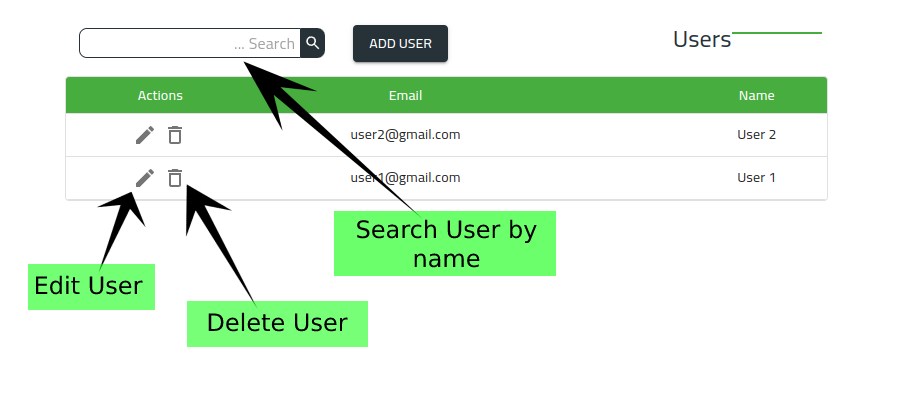 ... Search
ADD USER
Users
Actions Email Name
user2@gmail.com User 2
user1@gmail.com User 1
Search User by
name
Edit User
Delete User